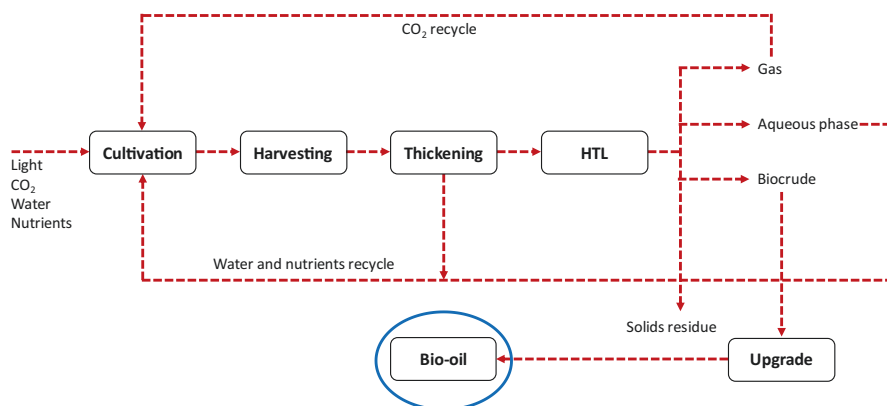 CO₂ recycle
Gas
Aqueous phase
Cultivation
Harvesting
Thickening
HTL
Light
CO₂
Water
Nutrients
Biocrude
Water and nutrients recycle
Solids residue
Bio-oil
Upgrade